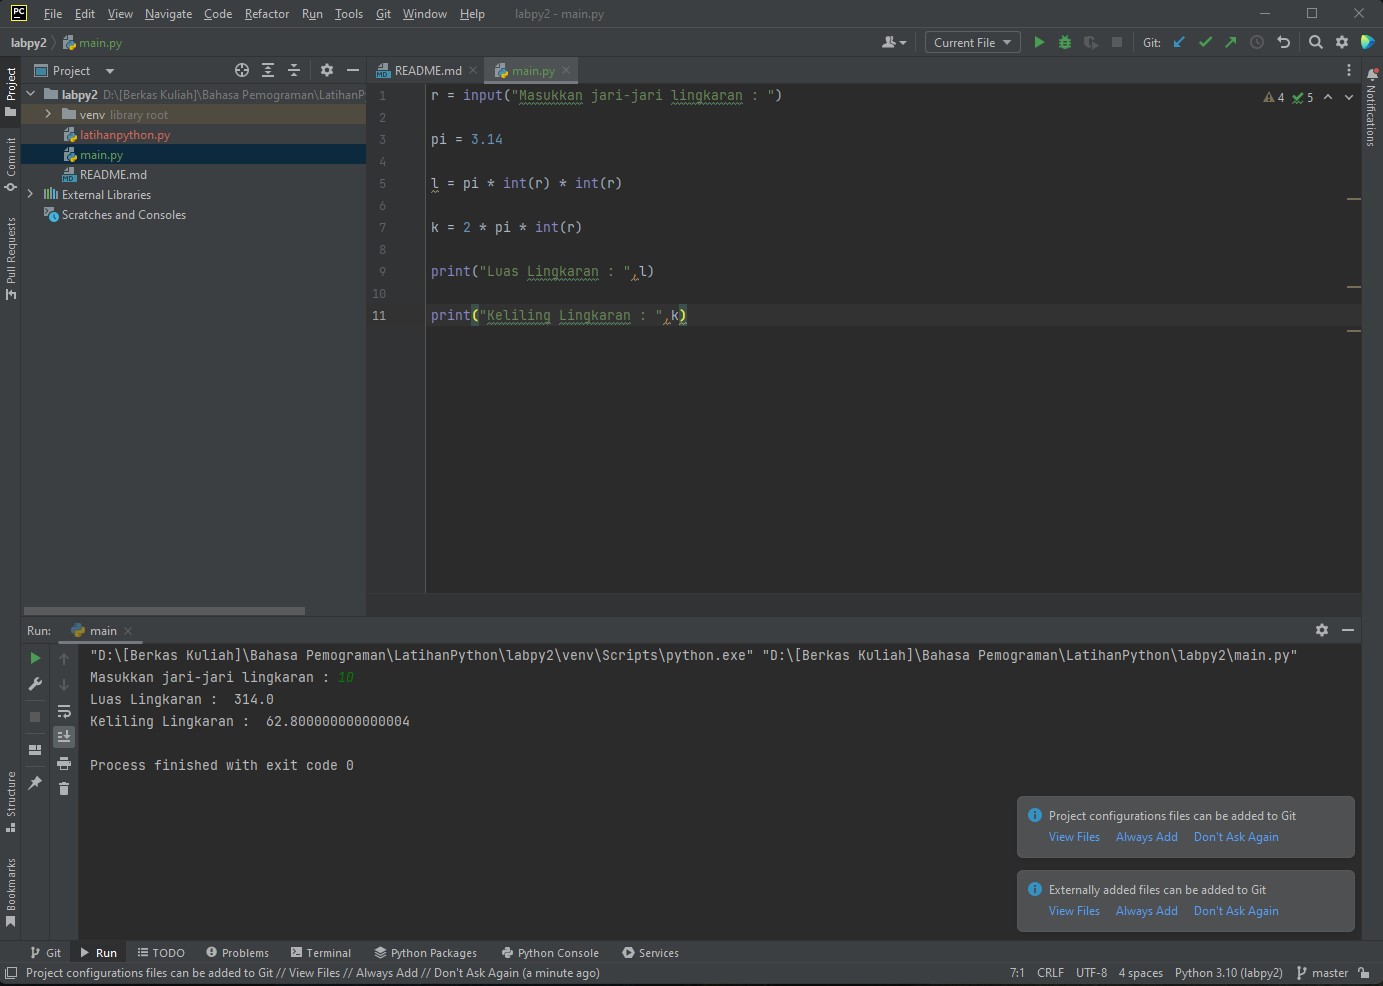 PC File Edit View Navigate Code Refactor Run Tools Git Window Help labpy2 - main.py
labpy2 main.py Current File Git:
Project
README.md main.py
labpy2 D:\[Berkas Kuliah]\Bahasa Pemograman\LatihanP
venv library root
latihanpython.py
main.py
README.md
External Libraries
Scratches and Consoles
Project
Commit
Pull Requests
Structure
Bookmarks
Notifications
4 5
1 r = input("Masukkan jari-jari lingkaran : ")
2
3 pi = 3.14
4
5 l = pi * int(r) * int(r)
6
7 k = 2 * pi * int(r)
8
9 print("Luas Lingkaran : ",l)
10
11 print("Keliling Lingkaran : ",k)
Run: main
"D:\[Berkas Kuliah]\Bahasa Pemograman\LatihanPython\labpy2\venv\Scripts\python.exe" "D:\[Berkas Kuliah]\Bahasa Pemograman\LatihanPython\labpy2\main.py"
Masukkan jari-jari lingkaran : 10
Luas Lingkaran :  314.0
Keliling Lingkaran :  62.800000000000004
Process finished with exit code 0
Project configurations files can be added to Git
View Files Always Add Don't Ask Again
Externally added files can be added to Git
View Files Always Add Don't Ask Again
Git Run TODO Problems Terminal Python Packages Python Console Services
Project configurations files can be added to Git // View Files // Always Add // Don't Ask Again (a minute ago) 7:1 CRLF UTF-8 4 spaces Python 3.10 (labpy2) master